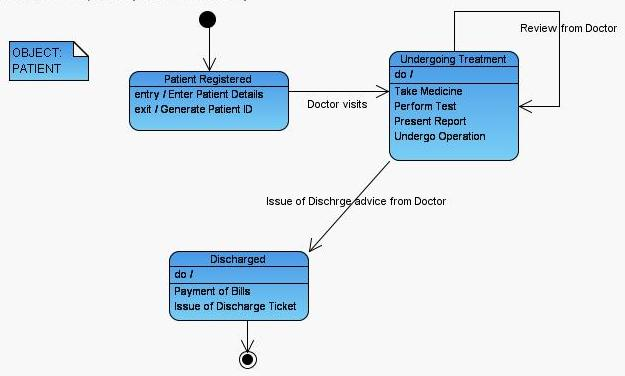 OBJECT:
PATIENT
Patient Registered
entry / Enter Patient Details
exit / Generate Patient ID
Doctor visits
Undergoing Treatment
do /
Take Medicine
Perform Test
Present Report
Undergo Operation
Review from Doctor
Issue of Dischrge advice from Doctor
Discharged
do /
Payment of Bills
Issue of Discharge Ticket